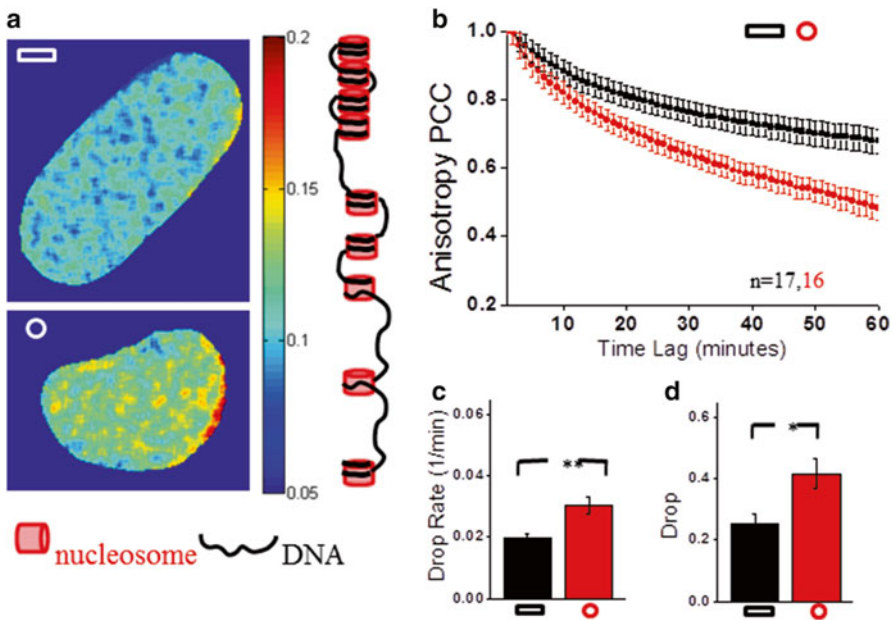 a
0.2
0.15
0.1
0.05
nucleosome DNA
b
Anisotropy PCC
1.0
0.8
0.6
0.4
0.2
n=17,16
10 20 30 40 50 60
Time Lag (minutes)
c
Drop Rate (1/min)
0.06
0.04
0.02
0.00
**
d
Drop
0.6
0.4
0.2
0.0
*